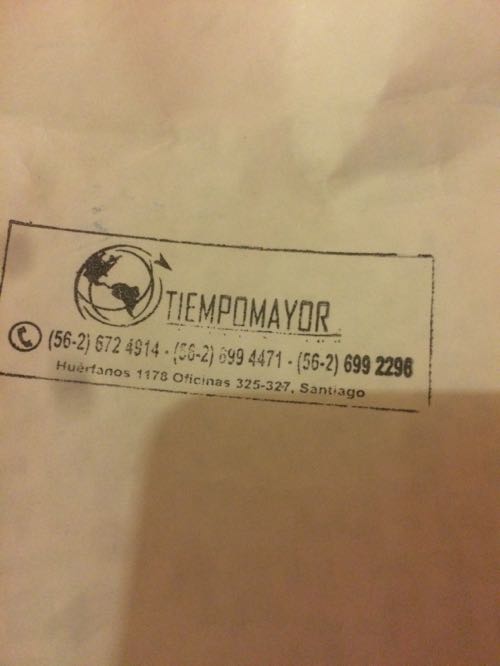 TIEMPOMAYOR
(56-2) 672 4914 - (56-2) 699 4471 - (56-2) 699 2296
Huérfanos 1178 Oficinas 325-327, Santiago